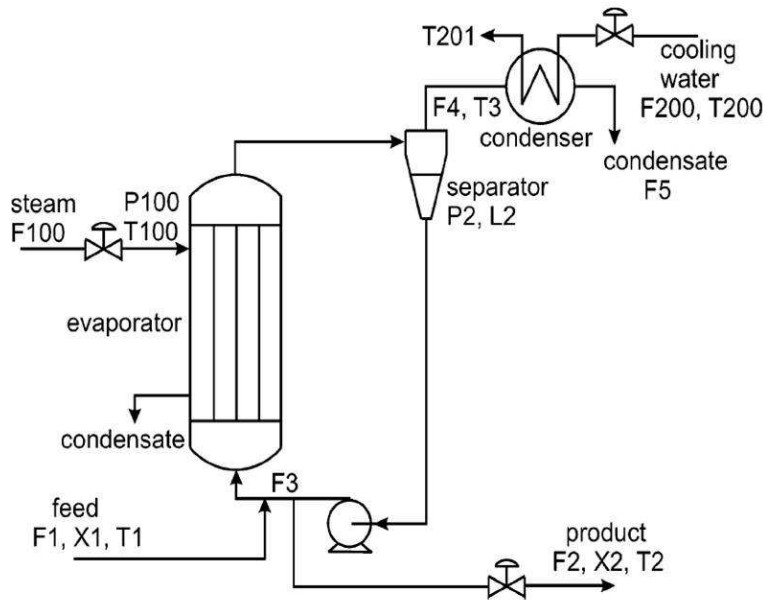 T201
cooling
water
F200, T200
F4, T3
condenser
condensate
F5
separator
P2, L2
steam
F100
P100
T100
evaporator
condensate
F3
feed
F1, X1, T1
product
F2, X2, T2